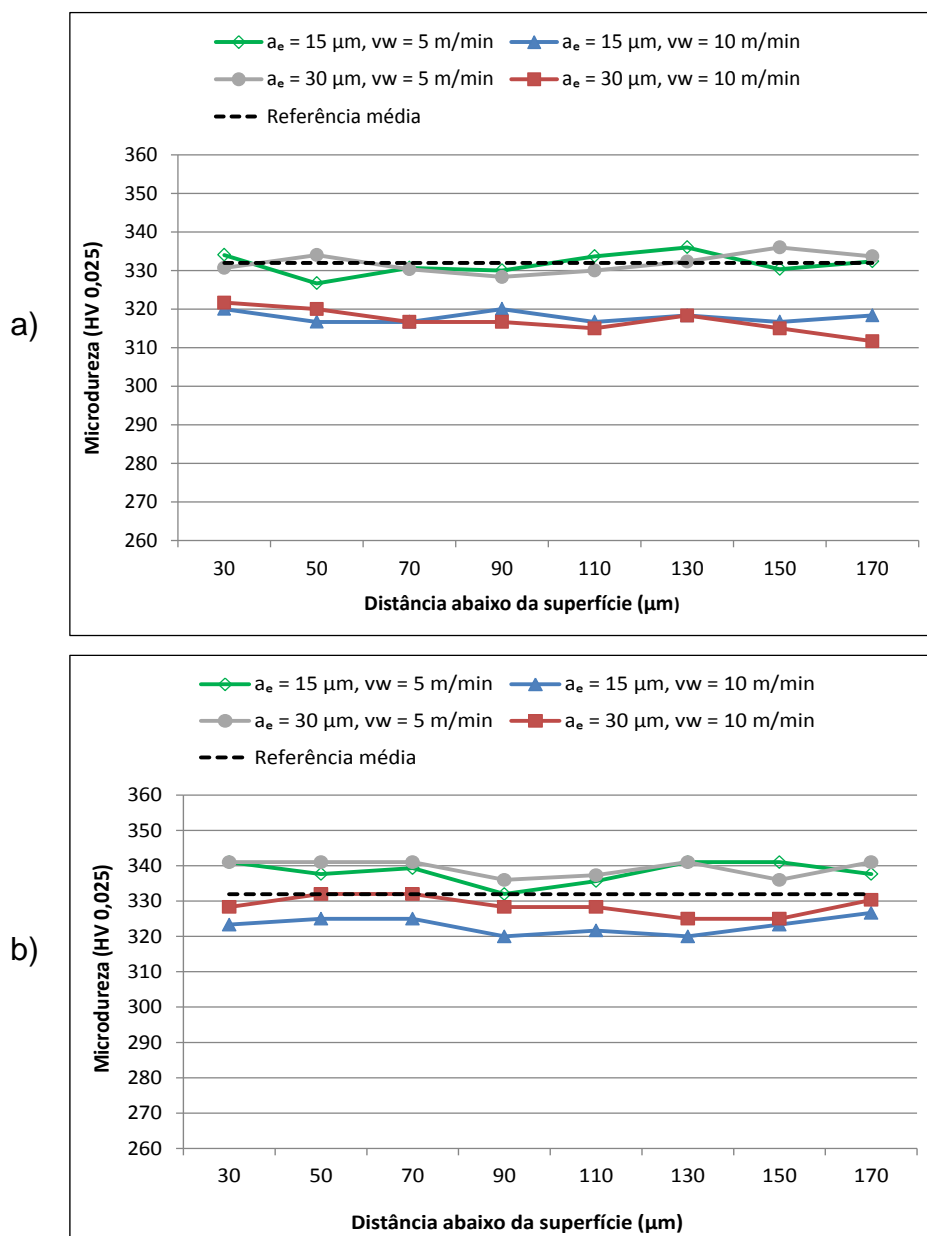 a)
aₑ = 15 µm, vw = 5 m/min aₑ = 15 µm, vw = 10 m/min
aₑ = 30 µm, vw = 5 m/min aₑ = 30 µm, vw = 10 m/min
Referência média
Microdureza (HV 0,025)
360
350
340
330
320
310
300
290
280
270
260
30 50 70 90 110 130 150 170
Distância abaixo da superfície (µm)
b)
aₑ = 15 µm, vw = 5 m/min aₑ = 15 µm, vw = 10 m/min
aₑ = 30 µm, vw = 5 m/min aₑ = 30 µm, vw = 10 m/min
Referência média
Microdureza (HV 0,025)
360
350
340
330
320
310
300
290
280
270
260
30 50 70 90 110 130 150 170
Distância abaixo da superfície (µm)